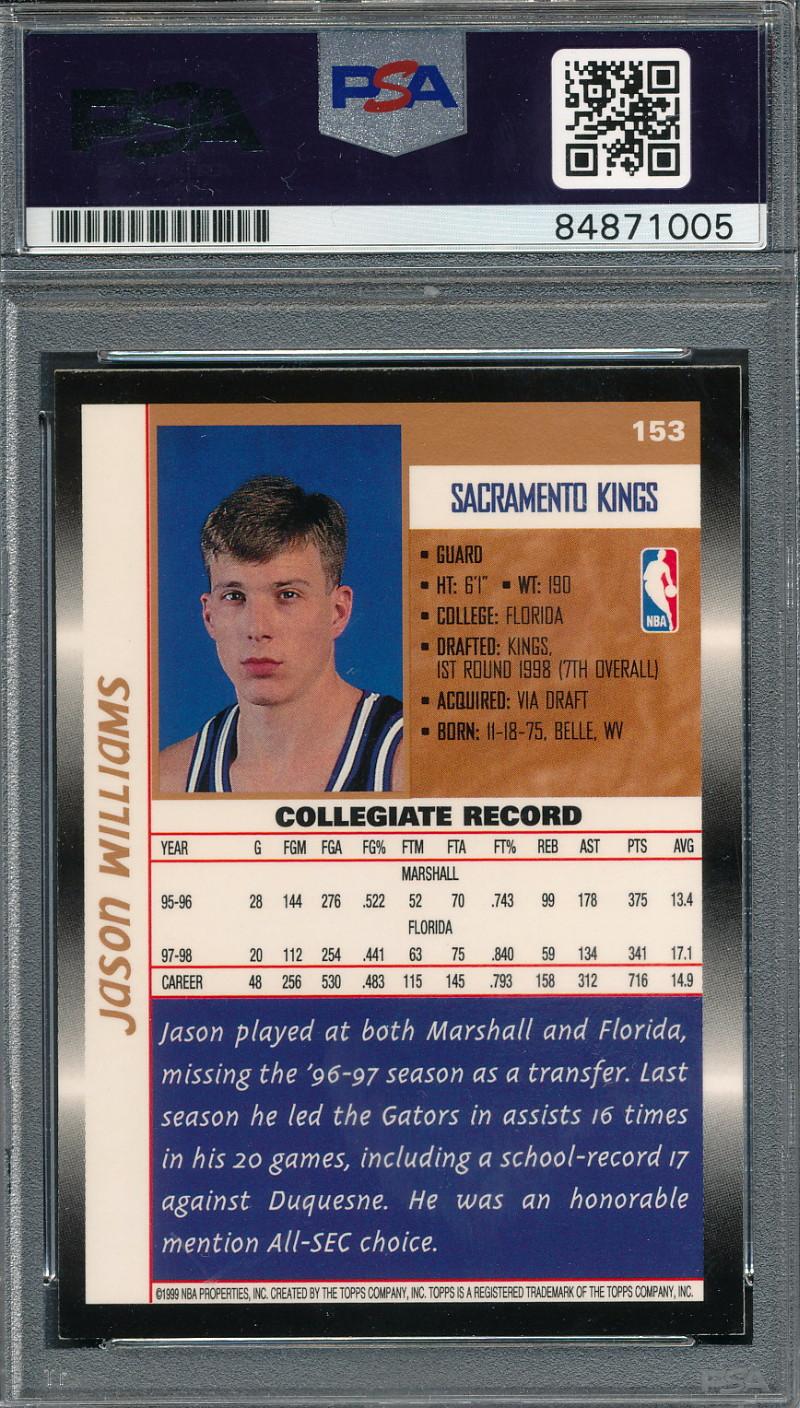 PSA
PSA
84871005
153
SACRAMENTO KINGS
▪ GUARD
▪ HT: 6'1" ▪ WT: 190
▪ COLLEGE: FLORIDA
▪ DRAFTED: KINGS,
1ST ROUND 1998 (7TH OVERALL)
▪ ACQUIRED: VIA DRAFT
▪ BORN: 11-18-75, BELLE, WV
NBA
Jason Williams
COLLEGIATE RECORD
YEAR G FGM FGA FG% FTM FTA FT% REB AST PTS AVG
MARSHALL
95-96 28 144 276 .522 52 70 .743 99 178 375 13.4
FLORIDA
97-98 20 112 254 .441 63 75 .840 59 134 341 17.1
CAREER 48 256 530 .483 115 145 .793 158 312 716 14.9
Jason played at both Marshall and Florida,
missing the '96-97 season as a transfer. Last
season he led the Gators in assists 16 times
in his 20 games, including a school-record 17
against Duquesne. He was an honorable
mention All-SEC choice.
©1999 NBA PROPERTIES, INC. CREATED BY THE TOPPS COMPANY, INC. TOPPS IS A REGISTERED TRADEMARK OF THE TOPPS COMPANY, INC.
PSA